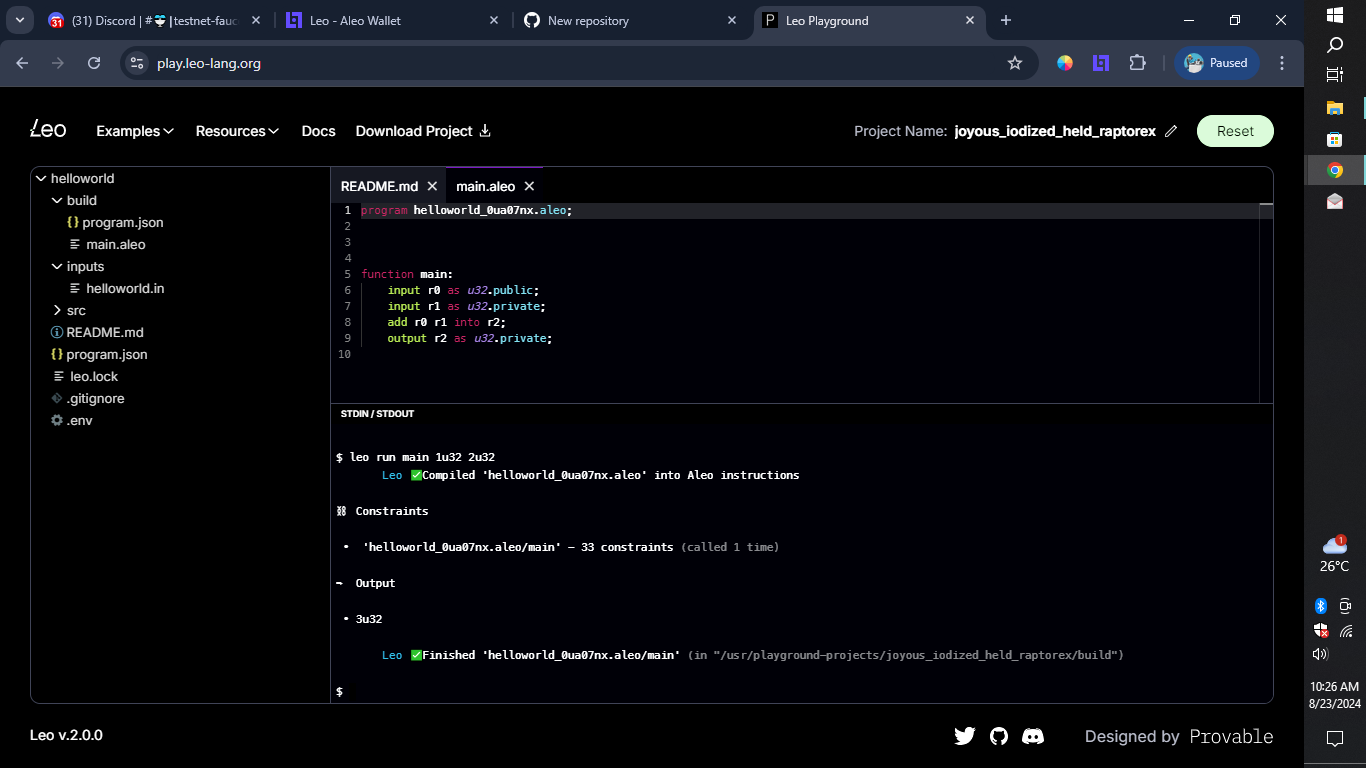 (31) Discord | # | testnet-fauc
Leo - Aleo Wallet
New repository
Leo Playground
play.leo-lang.org
Paused
Leo
Examples
Resources
Docs
Download Project
Project Name: joyous_iodized_held_raptorex
Reset
helloworld
build
{} program.json
main.aleo
inputs
helloworld.in
src
README.md
{} program.json
leo.lock
.gitignore
.env
README.md
main.aleo
1 program helloworld_0ua07nx.aleo;
2
3
4
5 function main:
6 input r0 as u32.public;
7 input r1 as u32.private;
8 add r0 r1 into r2;
9 output r2 as u32.private;
10
STDIN / STDOUT
$ leo run main 1u32 2u32
Leo ✅Compiled 'helloworld_0ua07nx.aleo' into Aleo instructions
⛓ Constraints
• 'helloworld_0ua07nx.aleo/main' – 33 constraints (called 1 time)
➡ Output
• 3u32
Leo ✅Finished 'helloworld_0ua07nx.aleo/main' (in "/usr/playground-projects/joyous_iodized_held_raptorex/build")
$
Leo v.2.0.0
Designed by Provable
31
1
26°C
10:26 AM
8/23/2024